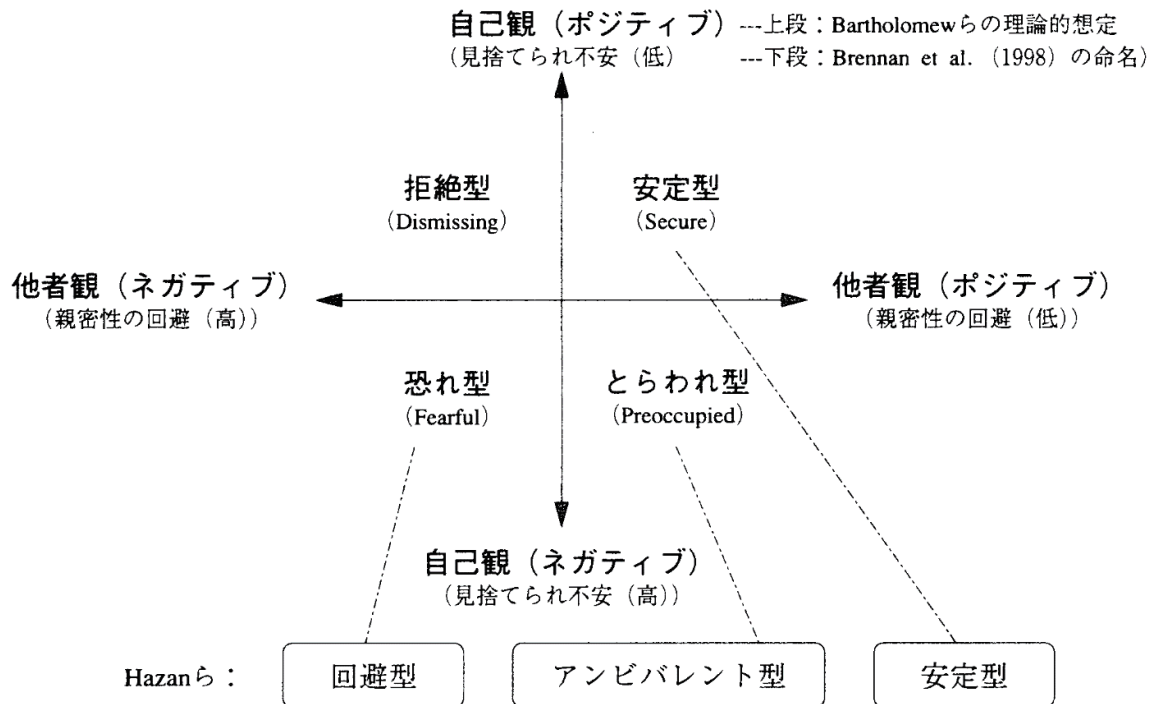 自己観（ポジティブ） ---上段：Bartholomewらの理論的想定
（見捨てられ不安（低） ---下段：Brennan et al.（1998）の命名）
拒絶型
（Dismissing）
安定型
（Secure）
他者観（ネガティブ）
（親密性の回避（高））
他者観（ポジティブ）
（親密性の回避（低））
恐れ型
（Fearful）
とらわれ型
（Preoccupied）
自己観（ネガティブ）
（見捨てられ不安（高））
Hazanら： 回避型 アンビバレント型 安定型